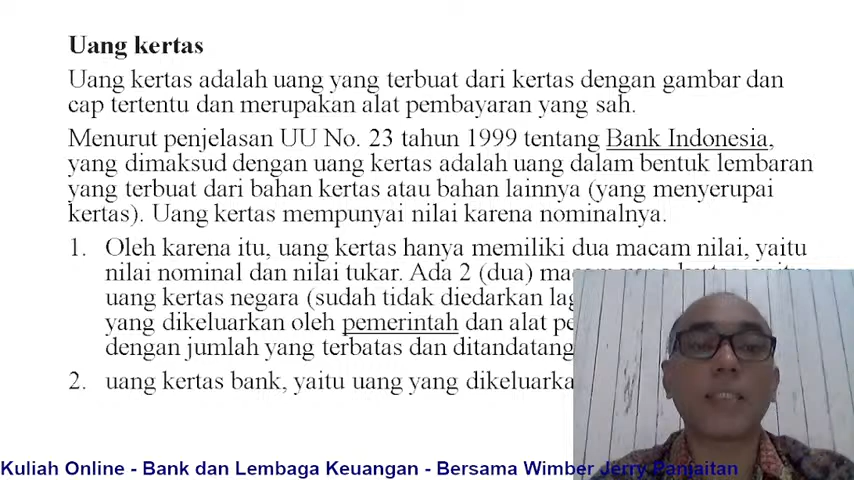 Uang kertas
Uang kertas adalah uang yang terbuat dari kertas dengan gambar dan
cap tertentu dan merupakan alat pembayaran yang sah.
Menurut penjelasan UU No. 23 tahun 1999 tentang Bank Indonesia,
yang dimaksud dengan uang kertas adalah uang dalam bentuk lembaran
yang terbuat dari bahan kertas atau bahan lainnya (yang menyerupai
kertas). Uang kertas mempunyai nilai karena nominalnya.
1. Oleh karena itu, uang kertas hanya memiliki dua macam nilai, yaitu
nilai nominal dan nilai tukar. Ada 2 (dua)
uang kertas negara (sudah tidak diedarkan
yang dikeluarkan oleh pemerintah dan alat
dengan jumlah yang terbatas dan
2. uang kertas bank, yaitu uang yang
Kuliah Online - Bank dan Lembaga Keuangan - Bersama Wimber Jerry Panjaitan